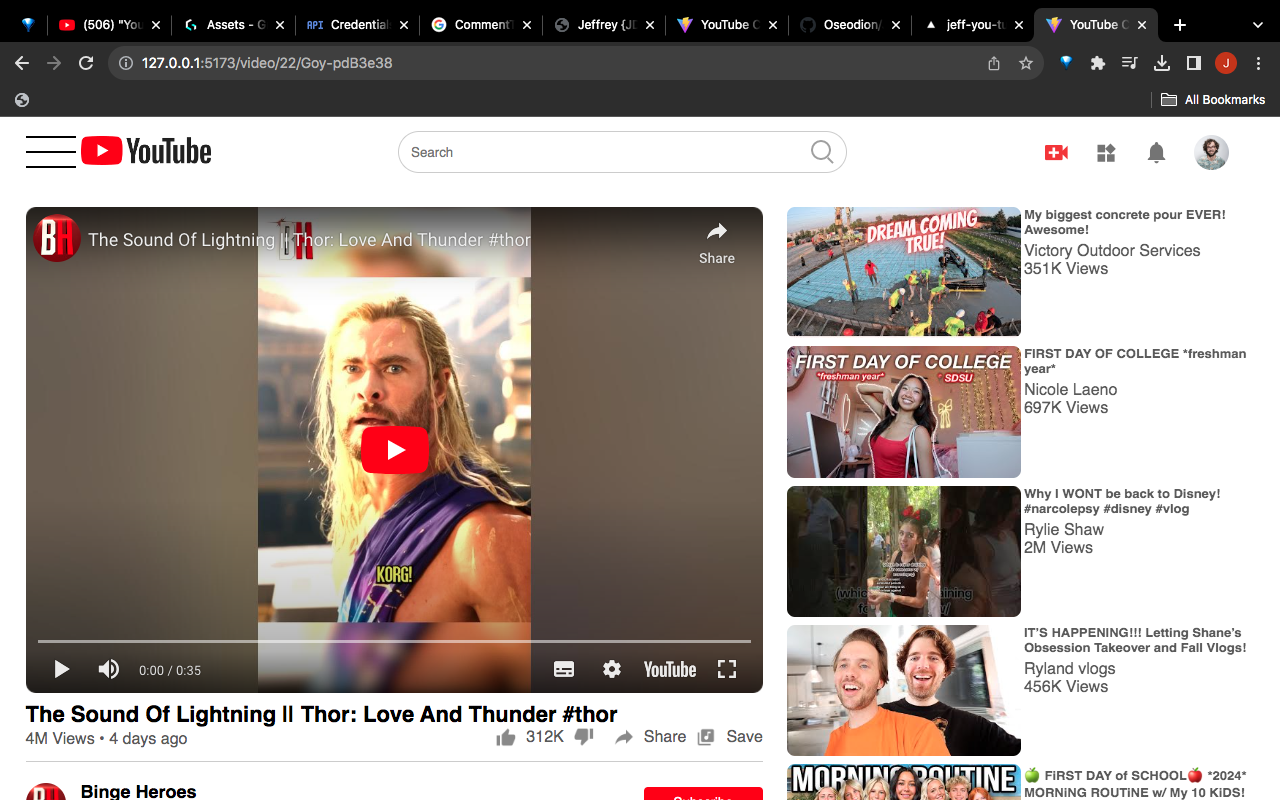 (506) "You
Assets - G
API Credential
Comment
Jeffrey {JD
YouTube C
Oseodion/
jeff-you-tu
YouTube C
127.0.0.1:5173/video/22/Goy-pdB3e38
J
All Bookmarks
YouTube
Search
BH
The Sound Of Lightning || Thor: Love And Thunder #thor
Share
KORG!
0:00 / 0:35
YouTube
The Sound Of Lightning || Thor: Love And Thunder #thor
4M Views • 4 days ago
312K
Share
Save
Binge Heroes
Subscribe
DREAM COMING
TRUE!
My biggest concrete pour EVER!
Awesome!
Victory Outdoor Services
351K Views
FIRST DAY OF COLLEGE
*freshman year*
SDSU
FIRST DAY OF COLLEGE *freshman
year*
Nicole Laeno
697K Views
Why I WONT be back to Disney!
#narcolepsy #disney #vlog
Rylie Shaw
2M Views
IT'S HAPPENING!!! Letting Shane's
Obsession Takeover and Fall Vlogs!
Ryland vlogs
456K Views
MORNING ROUTINE
🍏 FiRST DAY of SCHOOL🍎 *2024*
MORNiNG ROUTiNE w/ My 10 KiDS!